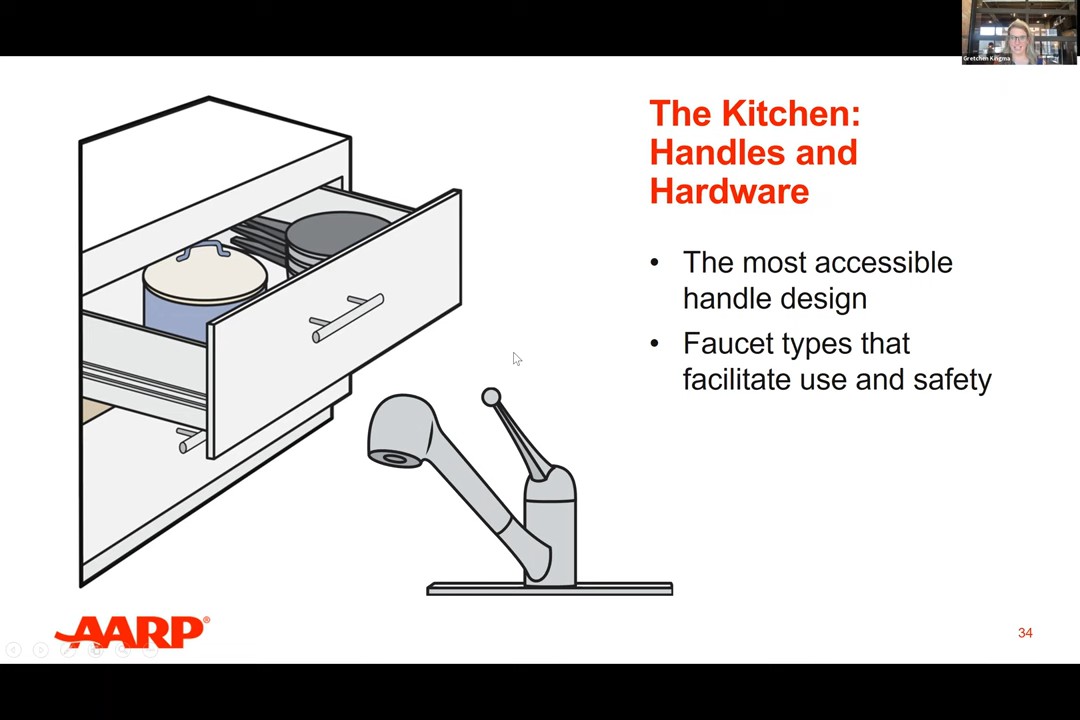 Gretchen Kingma
The Kitchen:
Handles and
Hardware
• The most accessible
handle design
• Faucet types that
facilitate use and safety
AARP®
34